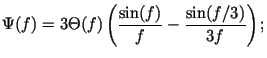 Ψ(f) = 3Θ(f) ( sin(f)/f − sin(f/3)/3f );